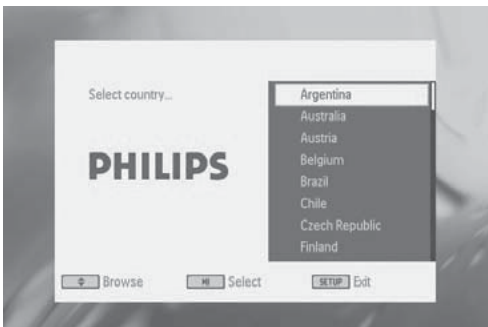 Select country...
PHILIPS
Argentina
Australia
Austria
Belgium
Brazil
Chile
Czech Republic
Finland
Browse
Select
SETUP Exit